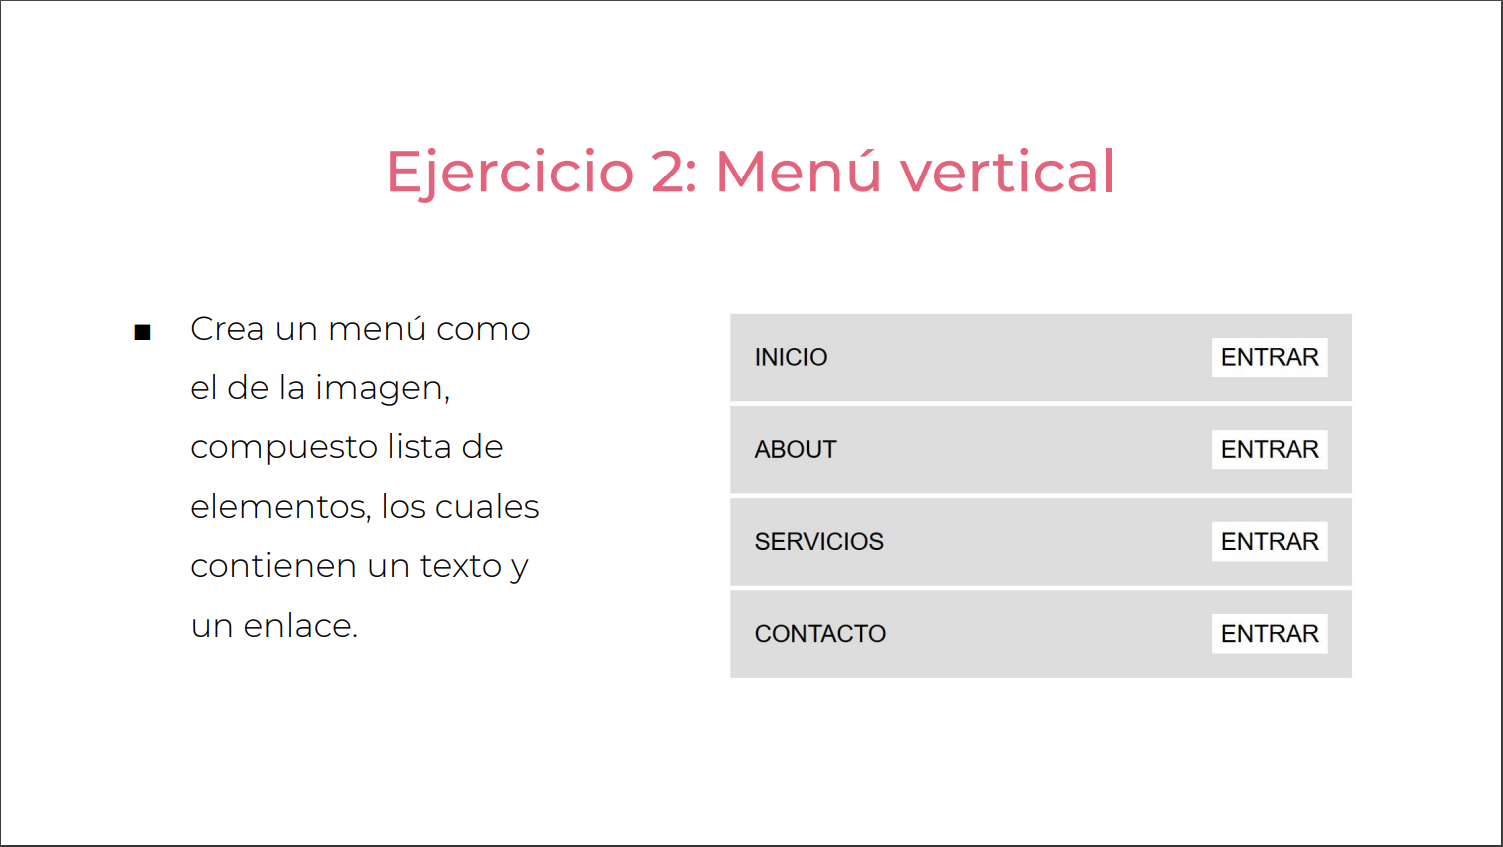 Ejercicio 2: Menú vertical
■ Crea un menú como
el de la imagen,
compuesto lista de
elementos, los cuales
contienen un texto y
un enlace.
INICIO ENTRAR
ABOUT ENTRAR
SERVICIOS ENTRAR
CONTACTO ENTRAR